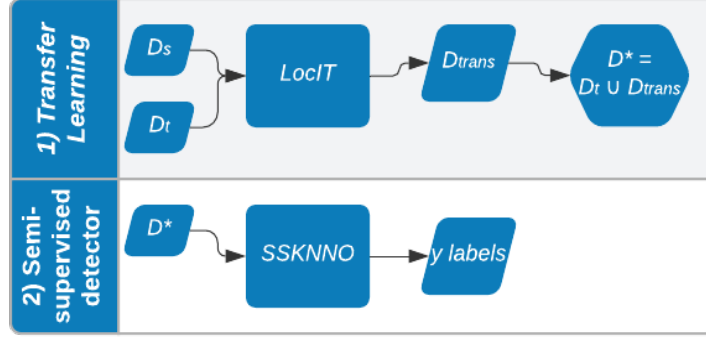 1) Transfer
Learning
Ds
Dt
LocIT
Dtrans
D* =
Dt ∪ Dtrans
2) Semi-
supervised
detector
D*
SSKNNO
y labels